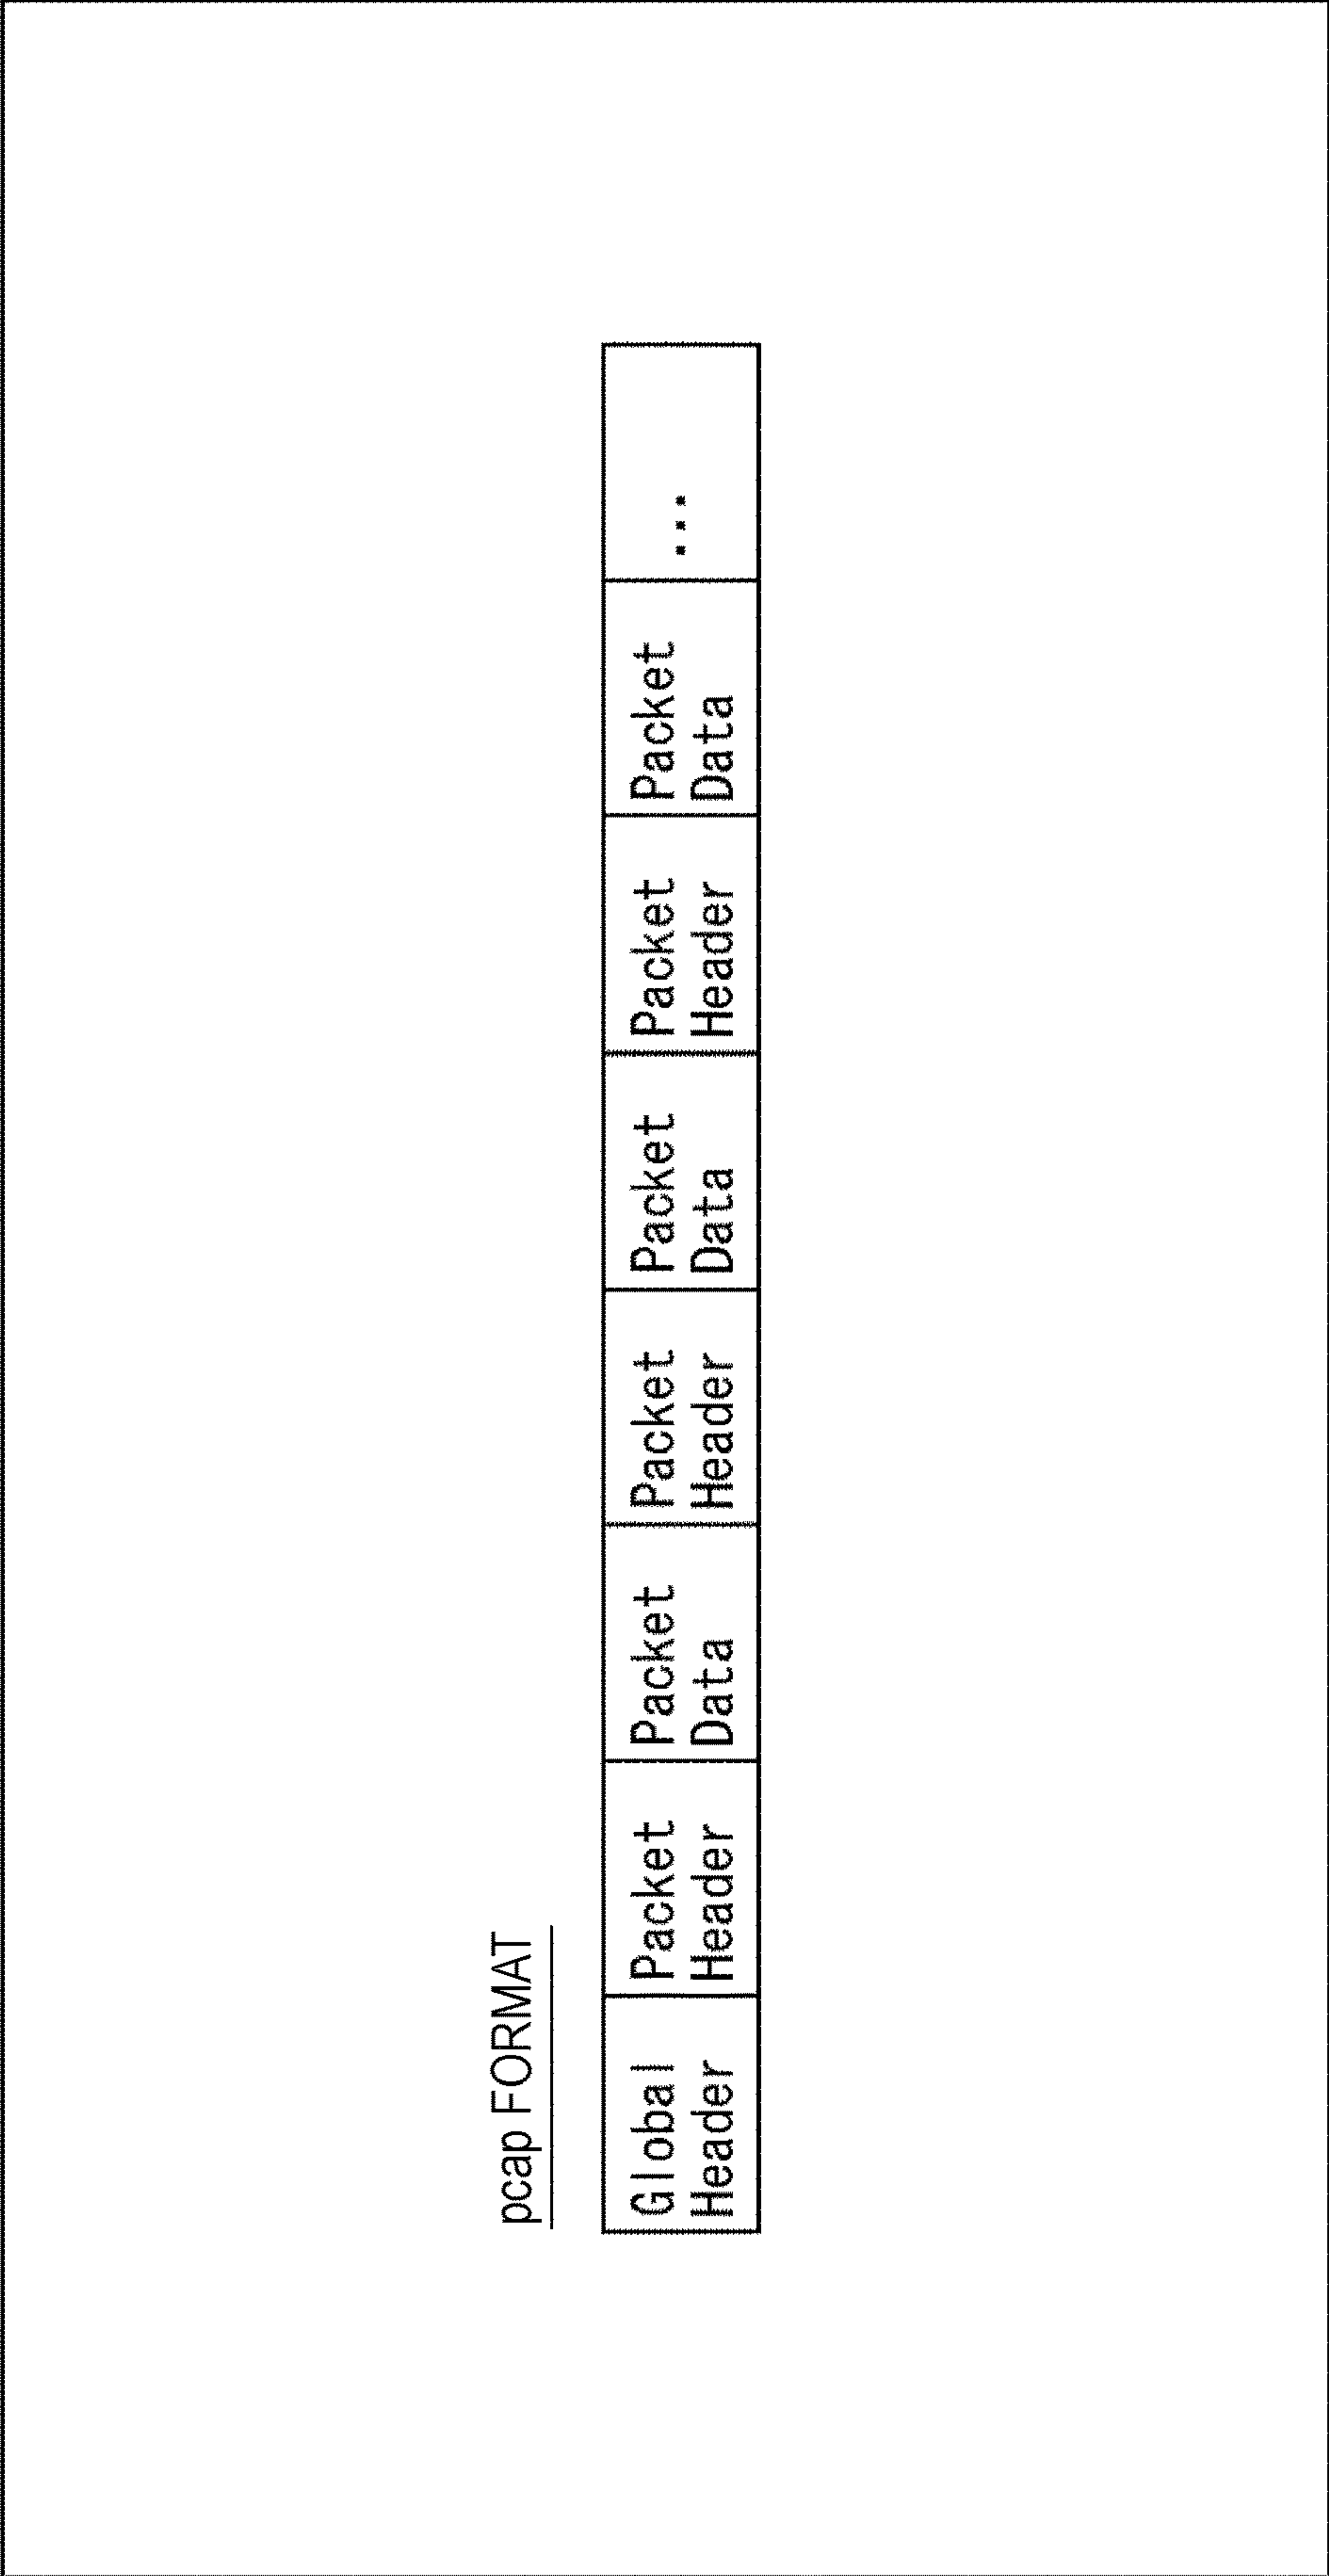 pcap FORMAT
Global
Header
Packet
Header
Packet
Data
Packet
Header
Packet
Data
Packet
Header
Packet
Data
...